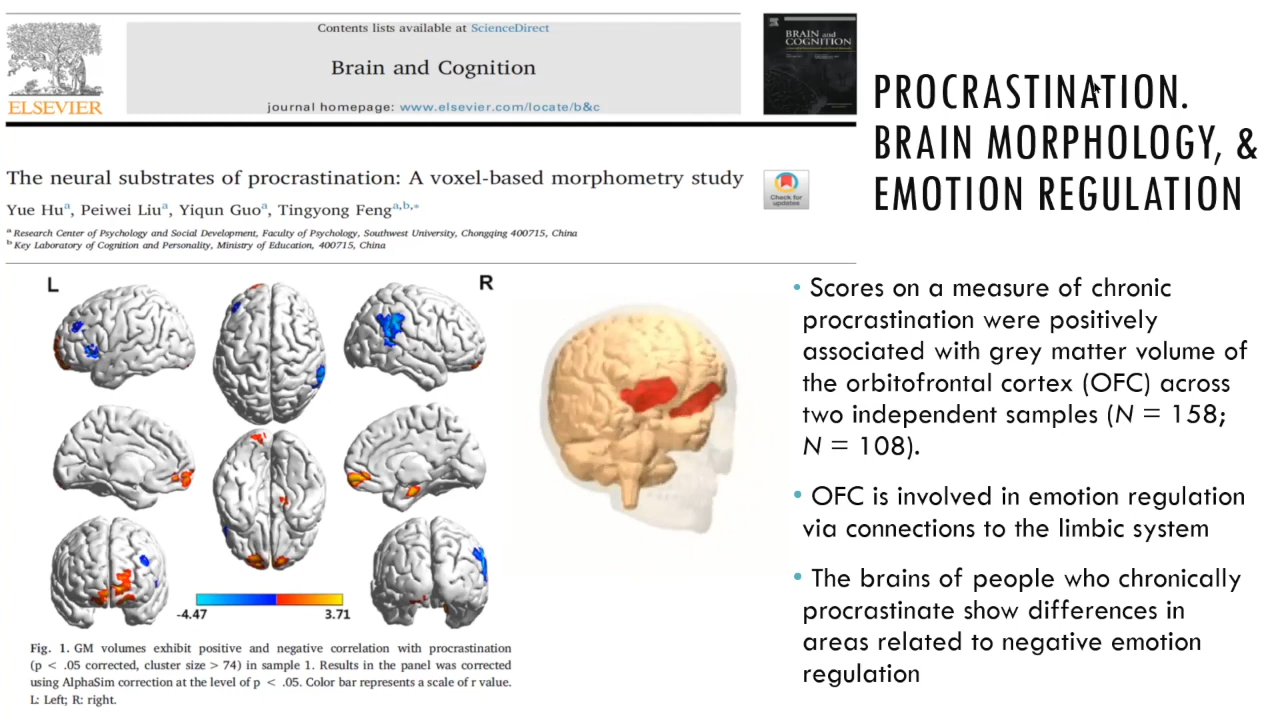 Contents lists available at ScienceDirect
Brain and Cognition
journal homepage: www.elsevier.com/locate/b&c
ELSEVIER
BRAIN and
COGNITION
PROCRASTINATION.
BRAIN MORPHOLOGY, &
EMOTION REGULATION
The neural substrates of procrastination: A voxel-based morphometry study
Check for
updates
Yue Huᵃ, Peiwei Liuᵃ, Yiqun Guoᵃ, Tingyong Fengᵃ,ᵇ,*
ᵃ Research Center of Psychology and Social Development, Faculty of Psychology, Southwest University, Chongqing 400715, China
ᵇ Key Laboratory of Cognition and Personality, Ministry of Education, 400715, China
L
R
-4.47
3.71
Fig. 1. GM volumes exhibit positive and negative correlation with procrastination
(p < .05 corrected, cluster size > 74) in sample 1. Results in the panel was corrected
using AlphaSim correction at the level of p < .05. Color bar represents a scale of r value.
L: Left; R: right.
• Scores on a measure of chronic
procrastination were positively
associated with grey matter volume of
the orbitofrontal cortex (OFC) across
two independent samples (N = 158;
N = 108).
• OFC is involved in emotion regulation
via connections to the limbic system
• The brains of people who chronically
procrastinate show differences in
areas related to negative emotion
regulation